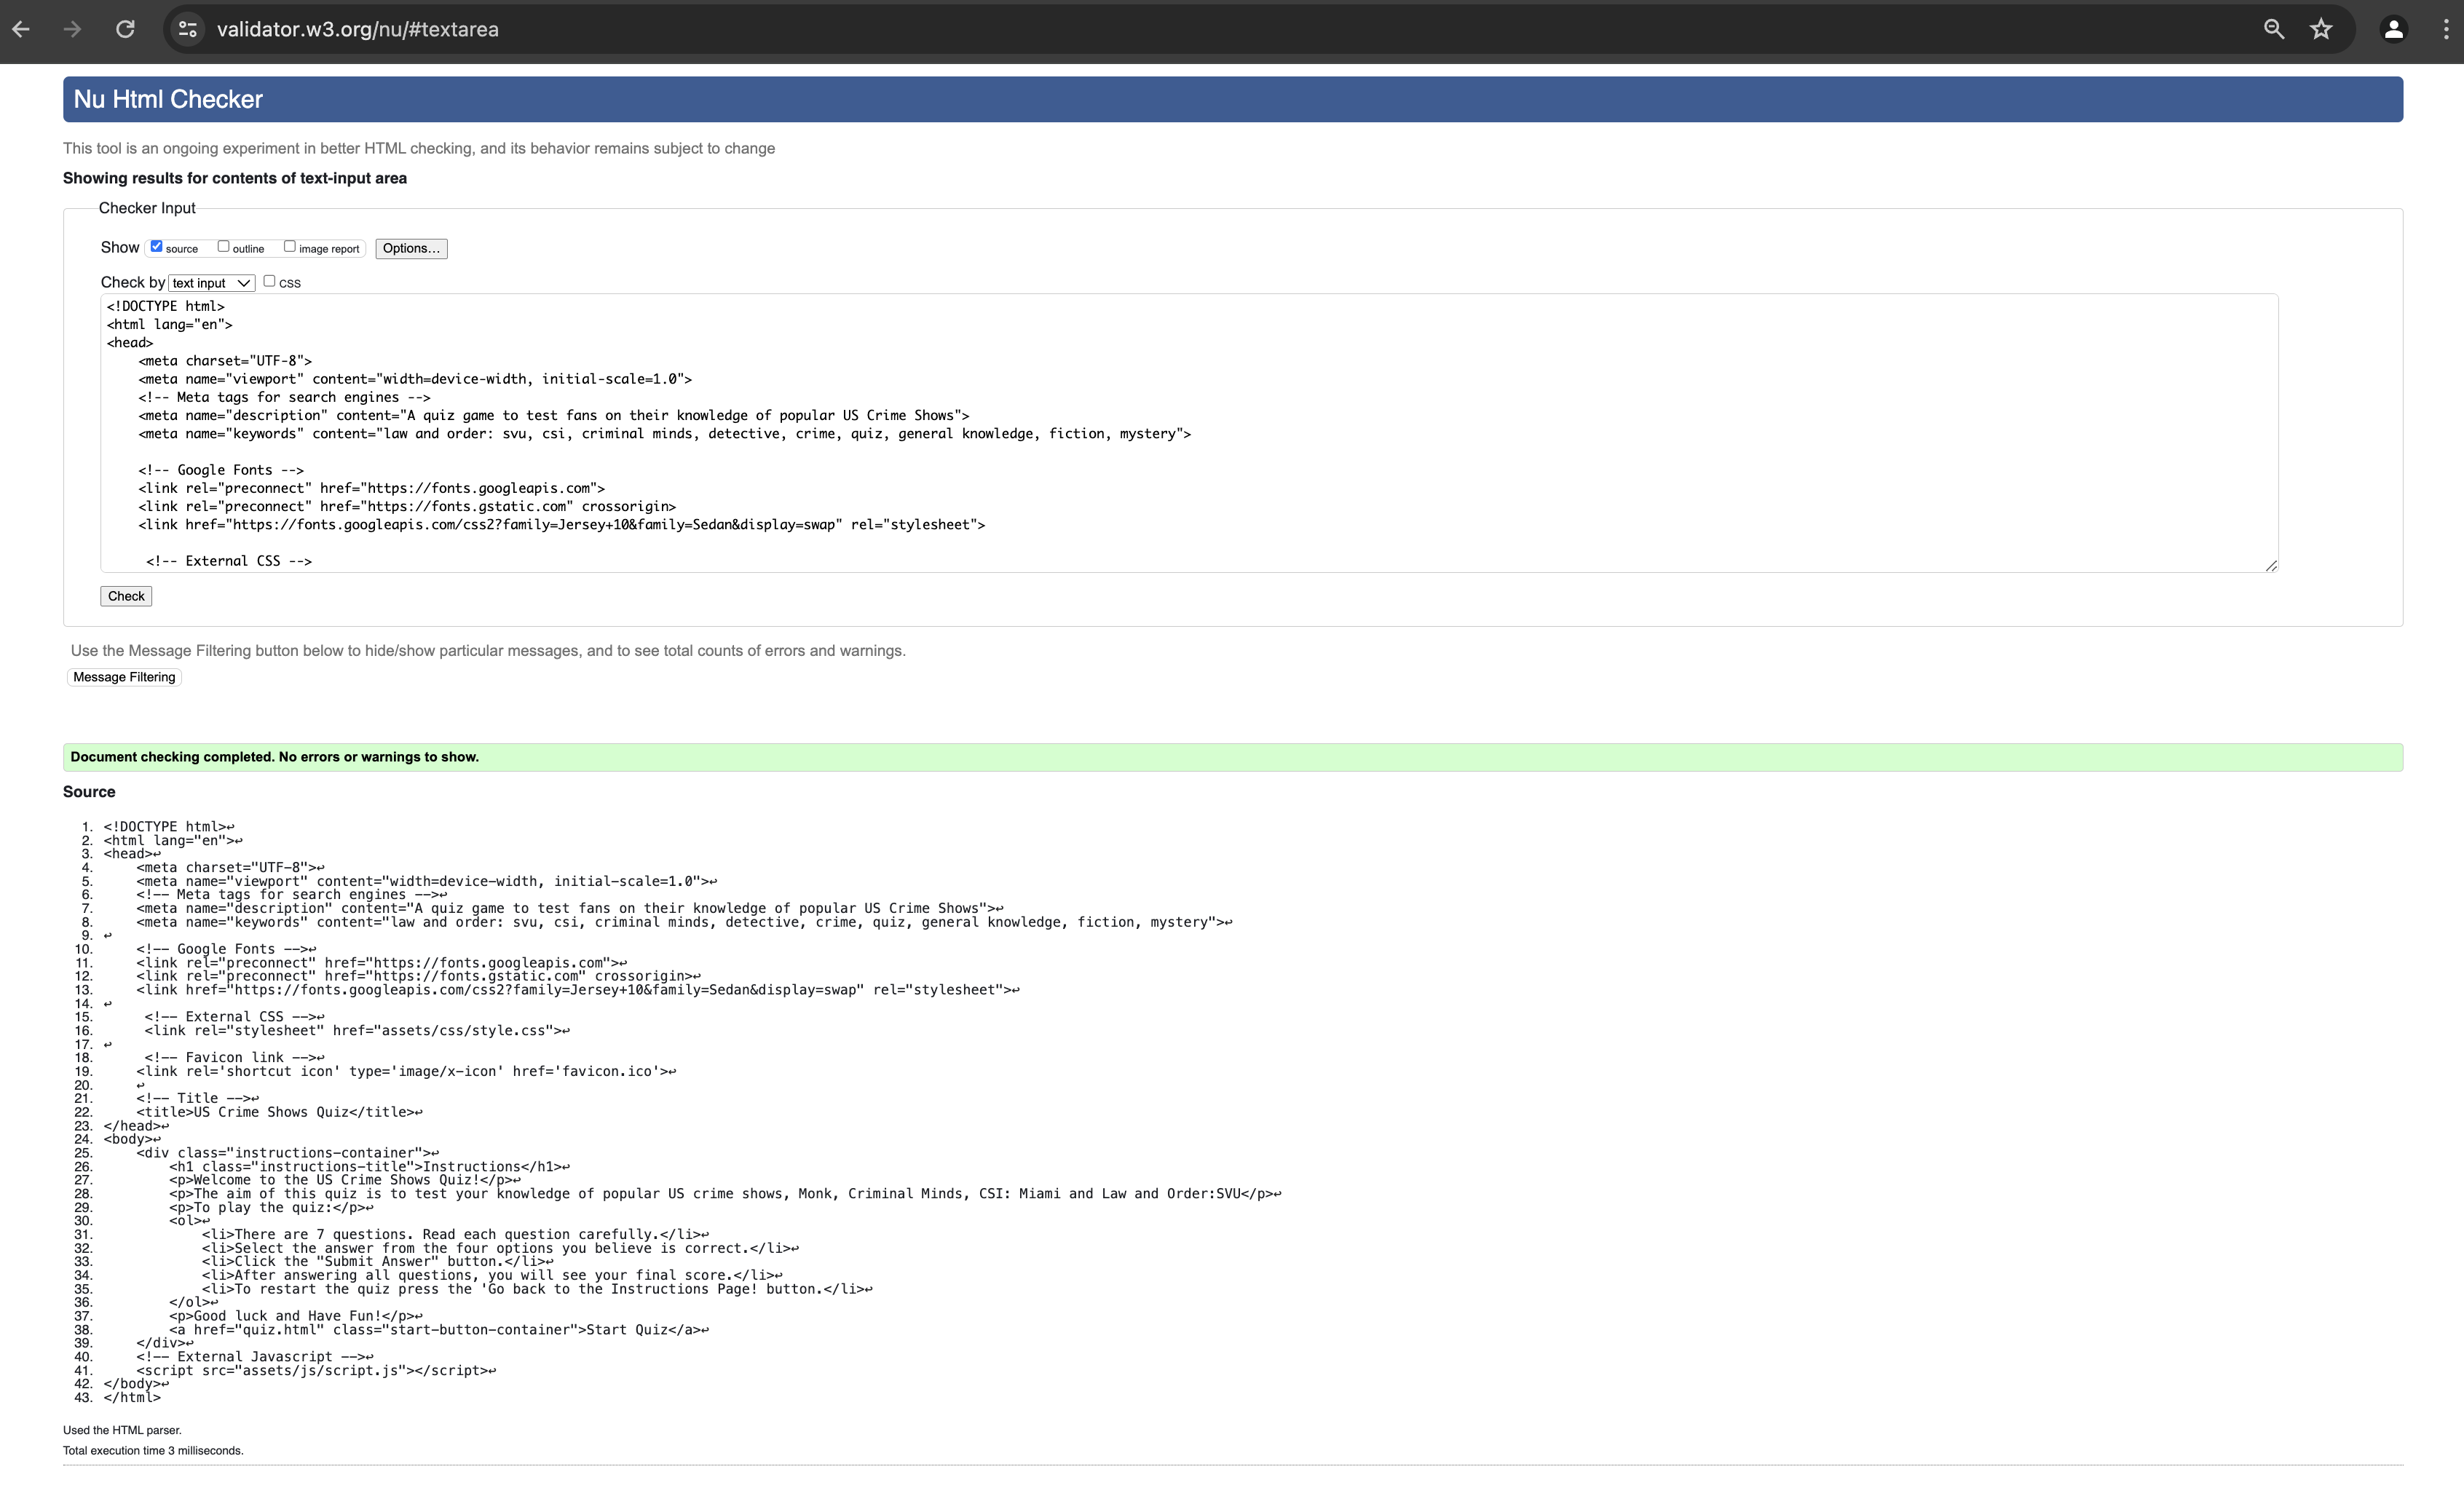 validator.w3.org/nu/#textarea
Nu Html Checker
This tool is an ongoing experiment in better HTML checking, and its behavior remains subject to change
Showing results for contents of text-input area
Checker Input
Show source outline image report Options...
Check by text input CSS
<!DOCTYPE html>
<html lang="en">
<head>
    <meta charset="UTF-8">
    <meta name="viewport" content="width=device-width, initial-scale=1.0">
    <!-- Meta tags for search engines -->
    <meta name="description" content="A quiz game to test fans on their knowledge of popular US Crime Shows">
    <meta name="keywords" content="law and order: svu, csi, criminal minds, detective, crime, quiz, general knowledge, fiction, mystery">
    <!-- Google Fonts -->
    <link rel="preconnect" href="https://fonts.googleapis.com">
    <link rel="preconnect" href="https://fonts.gstatic.com" crossorigin>
    <link href="https://fonts.googleapis.com/css2?family=Jersey+10&family=Sedan&display=swap" rel="stylesheet">
     <!-- External CSS -->
Check
Use the Message Filtering button below to hide/show particular messages, and to see total counts of errors and warnings.
Message Filtering
Document checking completed. No errors or warnings to show.
Source
1. <!DOCTYPE html>↩
2. <html lang="en">↩
3. <head>↩
4.     <meta charset="UTF-8">↩
5.     <meta name="viewport" content="width=device-width, initial-scale=1.0">↩
6.     <!-- Meta tags for search engines -->↩
7.     <meta name="description" content="A quiz game to test fans on their knowledge of popular US Crime Shows">↩
8.     <meta name="keywords" content="law and order: svu, csi, criminal minds, detective, crime, quiz, general knowledge, fiction, mystery">↩
9. ↩
10.     <!-- Google Fonts -->↩
11.     <link rel="preconnect" href="https://fonts.googleapis.com">↩
12.     <link rel="preconnect" href="https://fonts.gstatic.com" crossorigin>↩
13.     <link href="https://fonts.googleapis.com/css2?family=Jersey+10&family=Sedan&display=swap" rel="stylesheet">↩
14. ↩
15.      <!-- External CSS -->↩
16.      <link rel="stylesheet" href="assets/css/style.css">↩
17. ↩
18.      <!-- Favicon link -->↩
19.     <link rel='shortcut icon' type='image/x-icon' href='favicon.ico'>↩
20.     ↩
21.     <!-- Title -->↩
22.     <title>US Crime Shows Quiz</title>↩
23. </head>↩
24. <body>↩
25.     <div class="instructions-container">↩
26.         <h1 class="instructions-title">Instructions</h1>↩
27.         <p>Welcome to the US Crime Shows Quiz!</p>↩
28.         <p>The aim of this quiz is to test your knowledge of popular US crime shows, Monk, Criminal Minds, CSI: Miami and Law and Order:SVU</p>↩
29.         <p>To play the quiz:</p>↩
30.         <ol>↩
31.             <li>There are 7 questions. Read each question carefully.</li>↩
32.             <li>Select the answer from the four options you believe is correct.</li>↩
33.             <li>Click the "Submit Answer" button.</li>↩
34.             <li>After answering all questions, you will see your final score.</li>↩
35.             <li>To restart the quiz press the 'Go back to the Instructions Page! button.</li>↩
36.         </ol>↩
37.         <p>Good luck and Have Fun!</p>↩
38.         <a href="quiz.html" class="start-button-container">Start Quiz</a>↩
39.     </div>↩
40.     <!-- External Javascript -->↩
41.     <script src="assets/js/script.js"></script>↩
42. </body>↩
43. </html>
Used the HTML parser.
Total execution time 3 milliseconds.